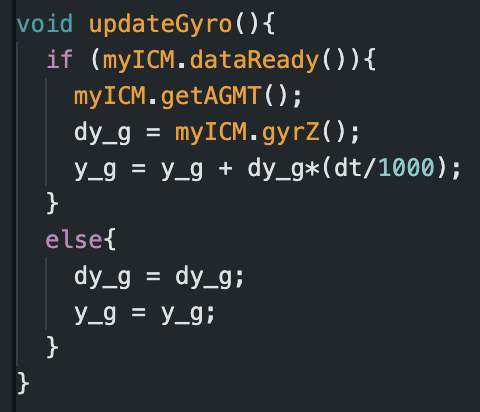 void updateGyro(){
  if (myICM.dataReady()){
    myICM.getAGMT();
    dy_g = myICM.gyrZ();
    y_g = y_g + dy_g*(dt/1000);
  }
  else{
    dy_g = dy_g;
    y_g = y_g;
  }
}